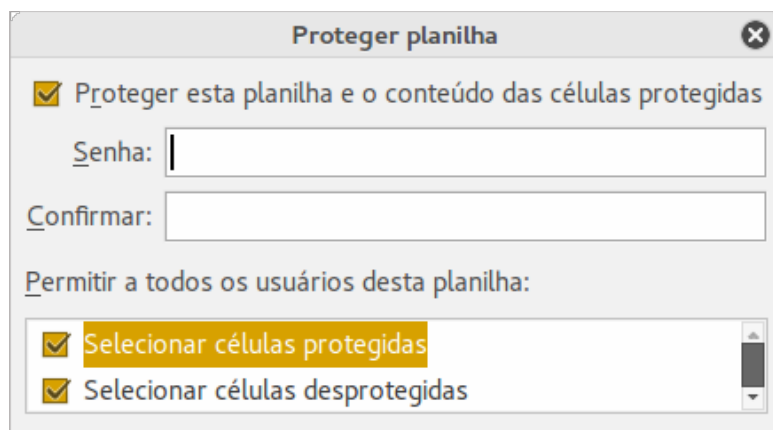 Proteger planilha
Proteger esta planilha e o conteúdo das células protegidas
Senha:
Confirmar:
Permitir a todos os usuários desta planilha:
Selecionar células protegidas
Selecionar células desprotegidas